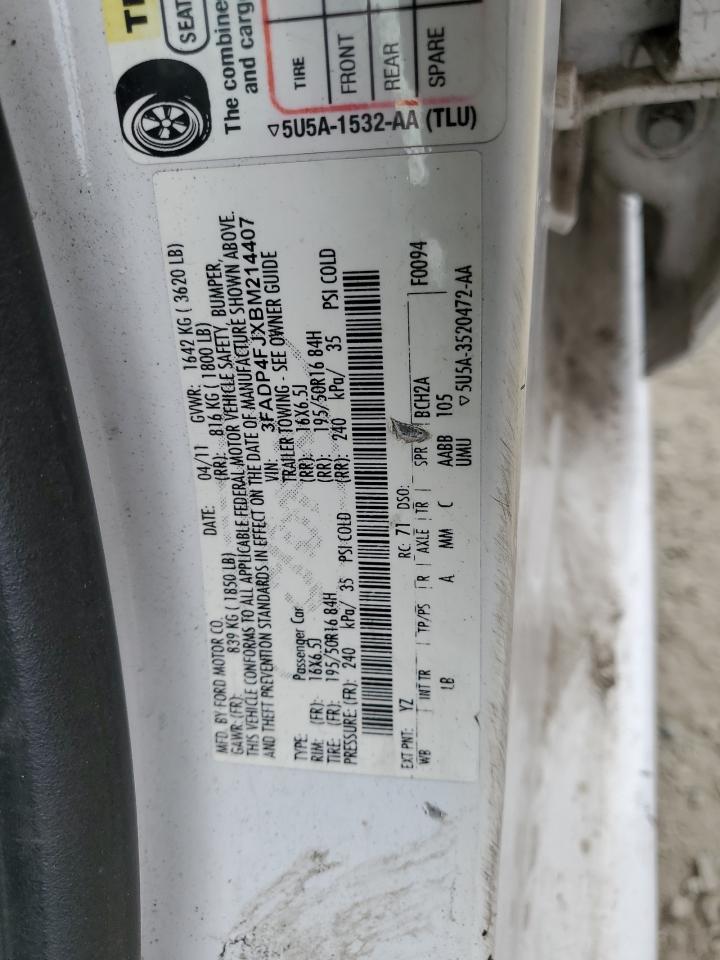 TI
SEAT
The combine
and carg
TIRE
FRONT
REAR
SPARE
▽5U5A-1532-AA (TLU)
MFD. BY FORD MOTOR CO.
DATE: 04/11 GVWR: 1642 KG ( 3620 LB)
GAWR: (FR): 839 KG ( 1850 LB) (RR): 816 KG ( 1800 LB)
THIS VEHICLE CONFORMS TO ALL APPLICABLE FEDERAL MOTOR VEHICLE SAFETY, BUMPER,
AND THEFT PREVENTION STANDARDS IN EFFECT ON THE DATE OF MANUFACTURE SHOWN ABOVE.
VIN: 3FADP4FJXBM214407
TYPE: Passenger Car TRAILER TOWING - SEE OWNER GUIDE
RIM: (FR): 16X6.5J (RR): 16X6.5J
TIRE: (FR): 195/50R16 84H (RR): 195/50R16 84H
PRESSURE: (FR): 240 kPa/ 35 PSI COLD (RR): 240 kPa/ 35 PSI COLD
EXT PNT: YZ RC: 71 DSO: F0094
WB INT TR TP/PS R AXLE TR SPR BCH2A
LB A MM C AABB 105
UMU ▽5U5A-3520472-AA